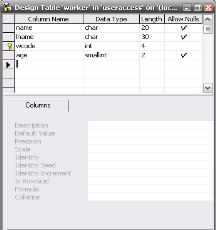 Design Table 'worker' in 'useraccess' on '(loc...
Column Name Data Type Length Allow Nulls
name char 20 ✓
lname char 30 ✓
wcode int 4
age smallint 2 ✓
Columns
Description
Default Value
Precision
Scale
Identity
Identity Seed
Identity Increment
Is RowGuid
Formula
Collation